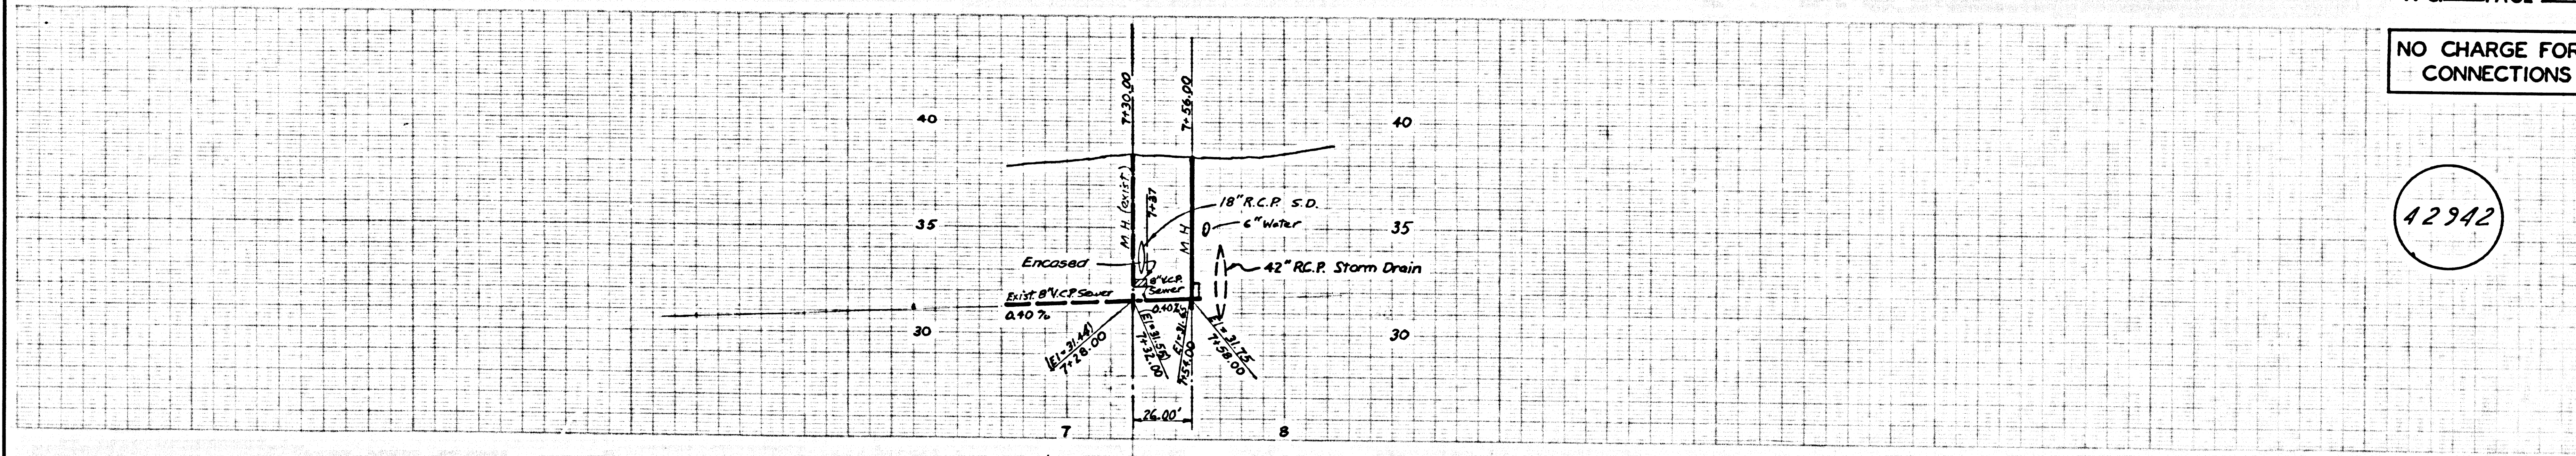 NO CHARGE FOR
CONNECTIONS
42942
7+30.00
7+56.00
40
40
M.H. (exist)
7+37
18" R.C.P. S.D.
M.H.
6" Water
35
35
Encased
42" R.C.P. Storm Drain
8" V.C.P.
Sewer
Exist. 8" V.C.P. Sewer
0.40 %
0.40%
30
30
(El=31.44)
7+28.00
(El=31.55)
7+32.00
7+54.00
El=31.75
7+58.00
26.00'
7
8